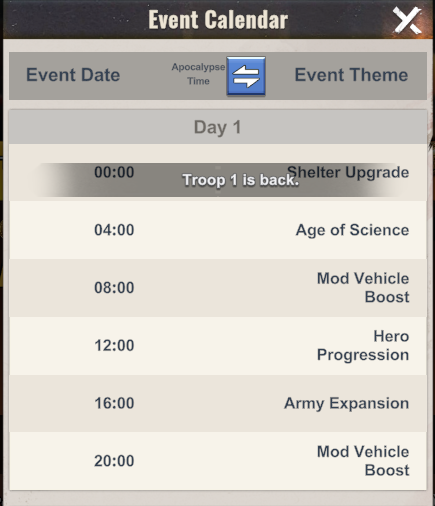 Event Calendar
Event Date
Apocalypse
Time
Event Theme
Day 1
00:00 Shelter Upgrade
Troop 1 is back.
04:00 Age of Science
08:00 Mod Vehicle
Boost
12:00 Hero
Progression
16:00 Army Expansion
20:00 Mod Vehicle
Boost